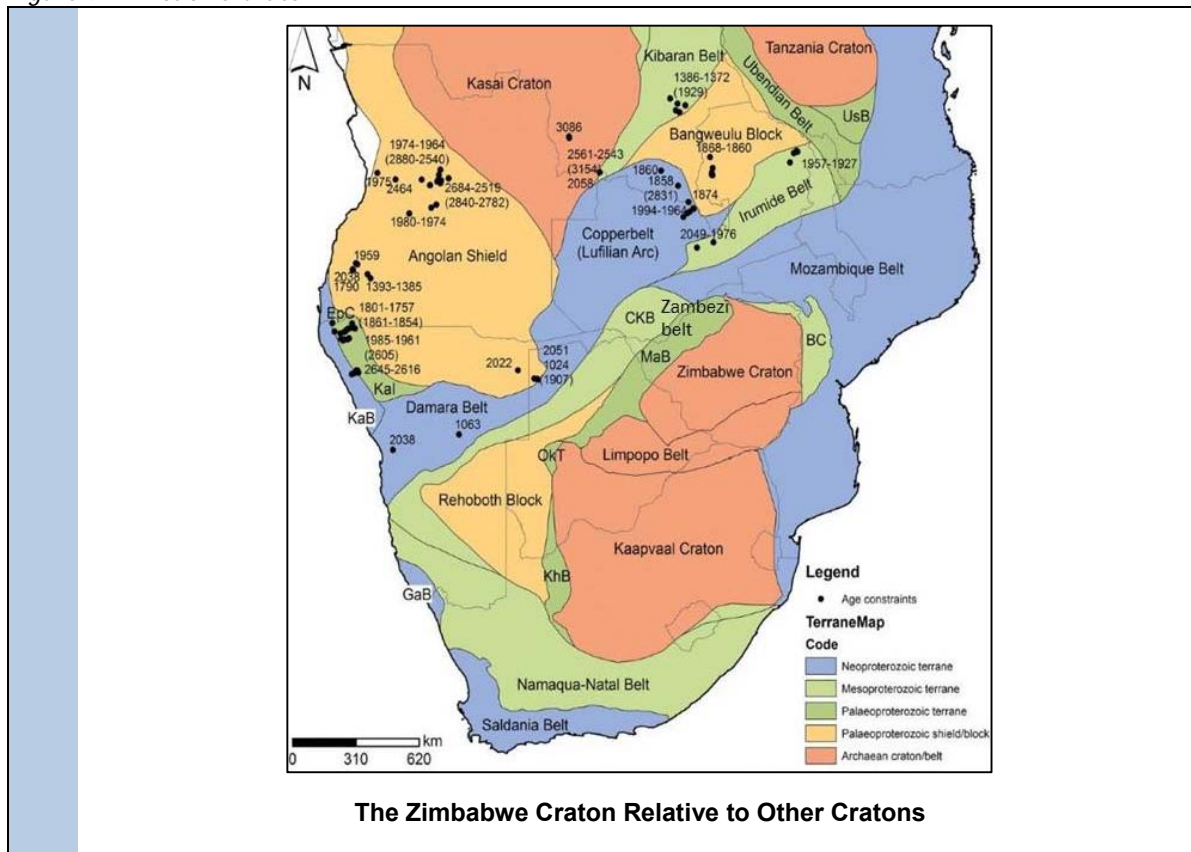 N
Kasai Craton
Kibaran Belt
1386-1372
(1929)
Tanzania Craton
Ubendian Belt
UsB
Bangweulu Block
1868-1860
1957-1927
Irumide Belt
3086
2561-2543
(3154)
2058
1860
1858
(2831)
1874
1994-1964
2049-1976
Copperbelt
(Lufilian Arc)
Mozambique Belt
1974-1964
(2880-2540)
1975
2464
2684-2519
(2840-2782)
1980-1974
Angolan Shield
1959
2038
1790
1393-1385
EpC
1801-1757
(1861-1854)
1985-1961
(2605)
2645-2616
KaI
KaB
2022
2051
1024
(1907)
Damara Belt
1063
2038
CKB
Zambezi
belt
MaB
BC
Zimbabwe Craton
OkT
Limpopo Belt
Rehoboth Block
Kaapvaal Craton
KhB
GaB
Namaqua-Natal Belt
Saldania Belt
km
0 310 620
Legend
Age constraints
TerraneMap
Code
Neoproterozoic terrane
Mesoproterozoic terrane
Palaeoproterozoic terrane
Palaeoproterozoic shield/block
Archaean craton/belt
The Zimbabwe Craton Relative to Other Cratons